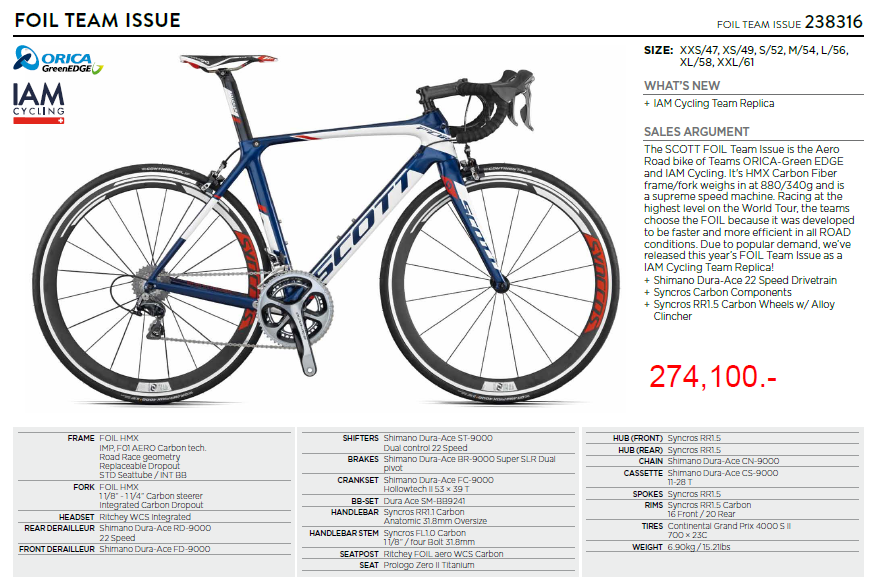 FOIL TEAM ISSUE
FOIL TEAM ISSUE 238316
ORICA
GreenEDGE
IAM
CYCLING
SIZE: XXS/47, XS/49, S/52, M/54, L/56,
XL/58, XXL/61
WHAT'S NEW
+ IAM Cycling Team Replica
SALES ARGUMENT
The SCOTT FOIL Team Issue is the Aero
Road bike of Teams ORICA-Green EDGE
and IAM Cycling. It's HMX Carbon Fiber
frame/fork weighs in at 880/340g and is
a supreme speed machine. Racing at the
highest level on the World Tour, the teams
choose the FOIL because it was developed
to be faster and more efficient in all ROAD
conditions. Due to popular demand, we've
released this year's FOIL Team Issue as a
IAM Cycling Team Replica!
+ Shimano Dura-Ace 22 Speed Drivetrain
+ Syncros Carbon Components
+ Syncros RR1.5 Carbon Wheels w/ Alloy
Clincher
274,100.-
SCOTT
FOIL
SCOTT
SYNCROS
SYNCROS
CONTINENTAL
CONTINENTAL
FRAME FOIL HMX
IMP, F01 AERO Carbon tech.
Road Race geometry
Replaceable Dropout
STD Seattube / INT BB
FORK FOIL HMX
1 1/8" - 1 1/4" Carbon steerer
Integrated Carbon Dropout
HEADSET Ritchey WCS Integrated
REAR DERAILLEUR Shimano Dura-Ace RD-9000
22 Speed
FRONT DERAILLEUR Shimano Dura-Ace FD-9000
SHIFTERS Shimano Dura-Ace ST-9000
Dual control 22 Speed
BRAKES Shimano Dura-Ace BR-9000 Super SLR Dual
pivot
CRANKSET Shimano Dura-Ace FC-9000
Hollowtech II 53 × 39 T
BB-SET Dura Ace SM-BB9241
HANDLEBAR Syncros RR1.1 Carbon
Anatomic 31.8mm Oversize
HANDLEBAR STEM Syncros FL1.0 Carbon
1 1/8" / four Bolt 31.8mm
SEATPOST Ritchey FOIL aero WCS Carbon
SEAT Prologo Zero II Titanium
HUB (FRONT) Syncros RR1.5
HUB (REAR) Syncros RR1.5
CHAIN Shimano Dura-Ace CN-9000
CASSETTE Shimano Dura-Ace CS-9000
11-28 T
SPOKES Syncros RR1.5
RIMS Syncros RR1.5 Carbon
16 Front / 20 Rear
TIRES Continental Grand Prix 4000 S II
700 × 23C
WEIGHT 6.90kg / 15.21lbs